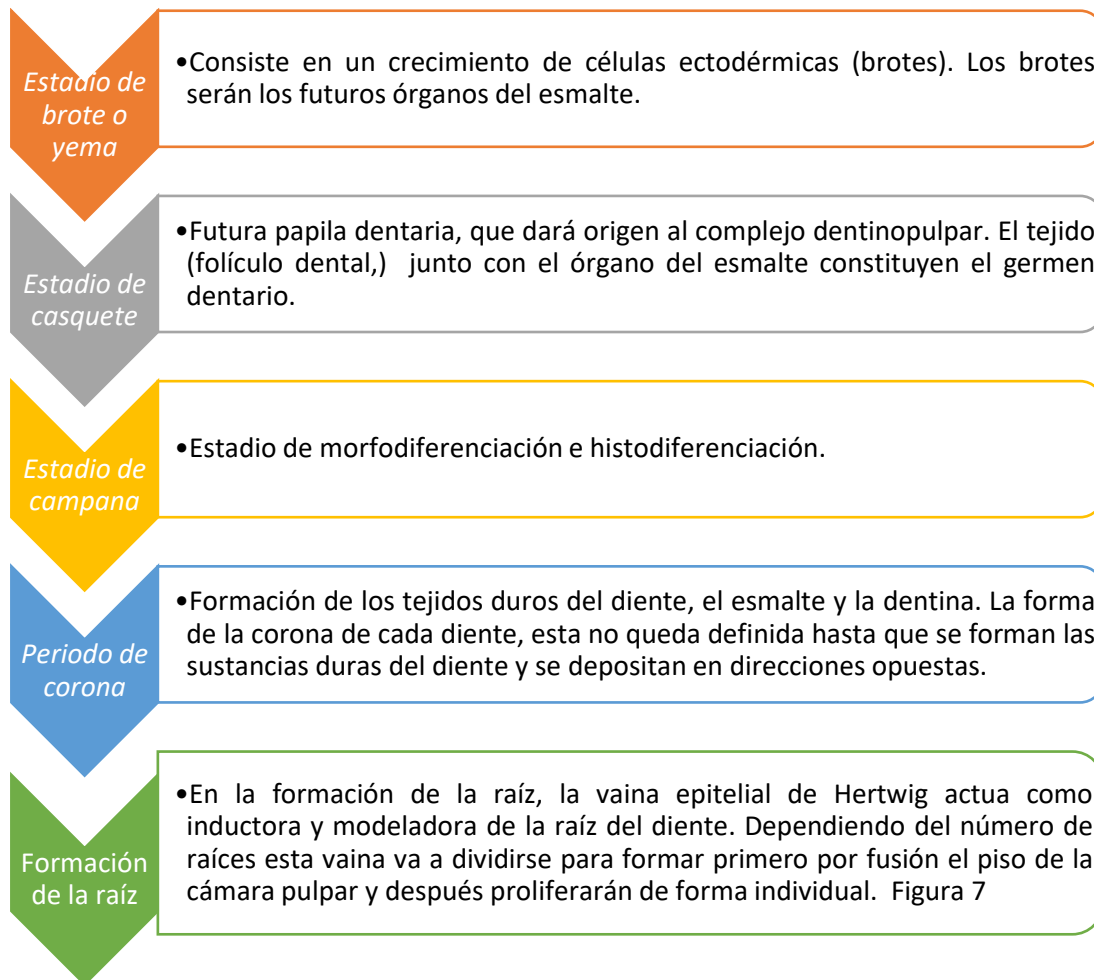 Estadio de
brote o
yema
•Consiste en un crecimiento de células ectodérmicas (brotes). Los brotes
serán los futuros órganos del esmalte.
Estadio de
casquete
•Futura papila dentaria, que dará origen al complejo dentinopulpar. El tejido
(folículo dental,) junto con el órgano del esmalte constituyen el germen
dentario.
Estadio de
campana
•Estadio de morfodiferenciación e histodiferenciación.
Periodo de
corona
•Formación de los tejidos duros del diente, el esmalte y la dentina. La forma
de la corona de cada diente, esta no queda definida hasta que se forman las
sustancias duras del diente y se depositan en direcciones opuestas.
Formación
de la raíz
•En la formación de la raíz, la vaina epitelial de Hertwig actua como
inductora y modeladora de la raíz del diente. Dependiendo del número de
raíces esta vaina va a dividirse para formar primero por fusión el piso de la
cámara pulpar y después proliferarán de forma individual. Figura 7